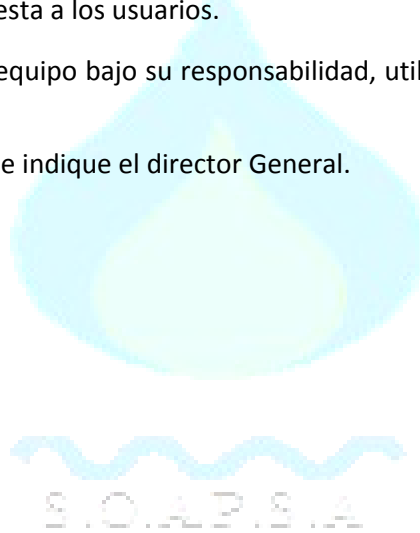 esta a los usuarios.
equipo bajo su responsabilidad, util
e indique el director General.
S.O.A.P.S.A